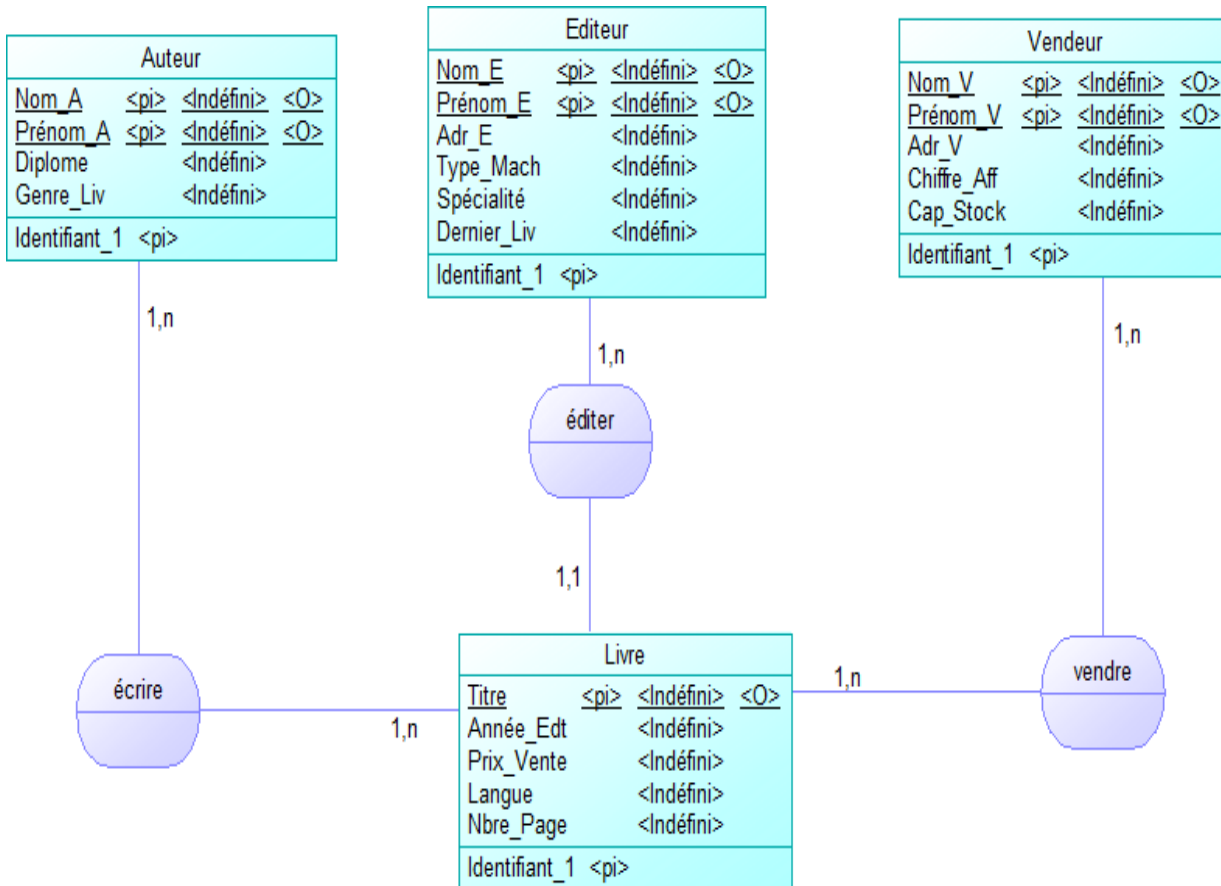 Auteur
Nom_A <pi> <Indéfini> <O>
Prénom_A <pi> <Indéfini> <O>
Diplome <Indéfini>
Genre_Liv <Indéfini>
Identifiant_1 <pi>
Editeur
Nom_E <pi> <Indéfini> <O>
Prénom_E <pi> <Indéfini> <O>
Adr_E <Indéfini>
Type_Mach <Indéfini>
Spécialité <Indéfini>
Dernier_Liv <Indéfini>
Identifiant_1 <pi>
Vendeur
Nom_V <pi> <Indéfini> <O>
Prénom_V <pi> <Indéfini> <O>
Adr_V <Indéfini>
Chiffre_Aff <Indéfini>
Cap_Stock <Indéfini>
Identifiant_1 <pi>
1,n
1,n
1,n
éditer
1,1
écrire
1,n
Livre
Titre <pi> <Indéfini> <O>
Année_Edt <Indéfini>
Prix_Vente <Indéfini>
Langue <Indéfini>
Nbre_Page <Indéfini>
Identifiant_1 <pi>
1,n
vendre